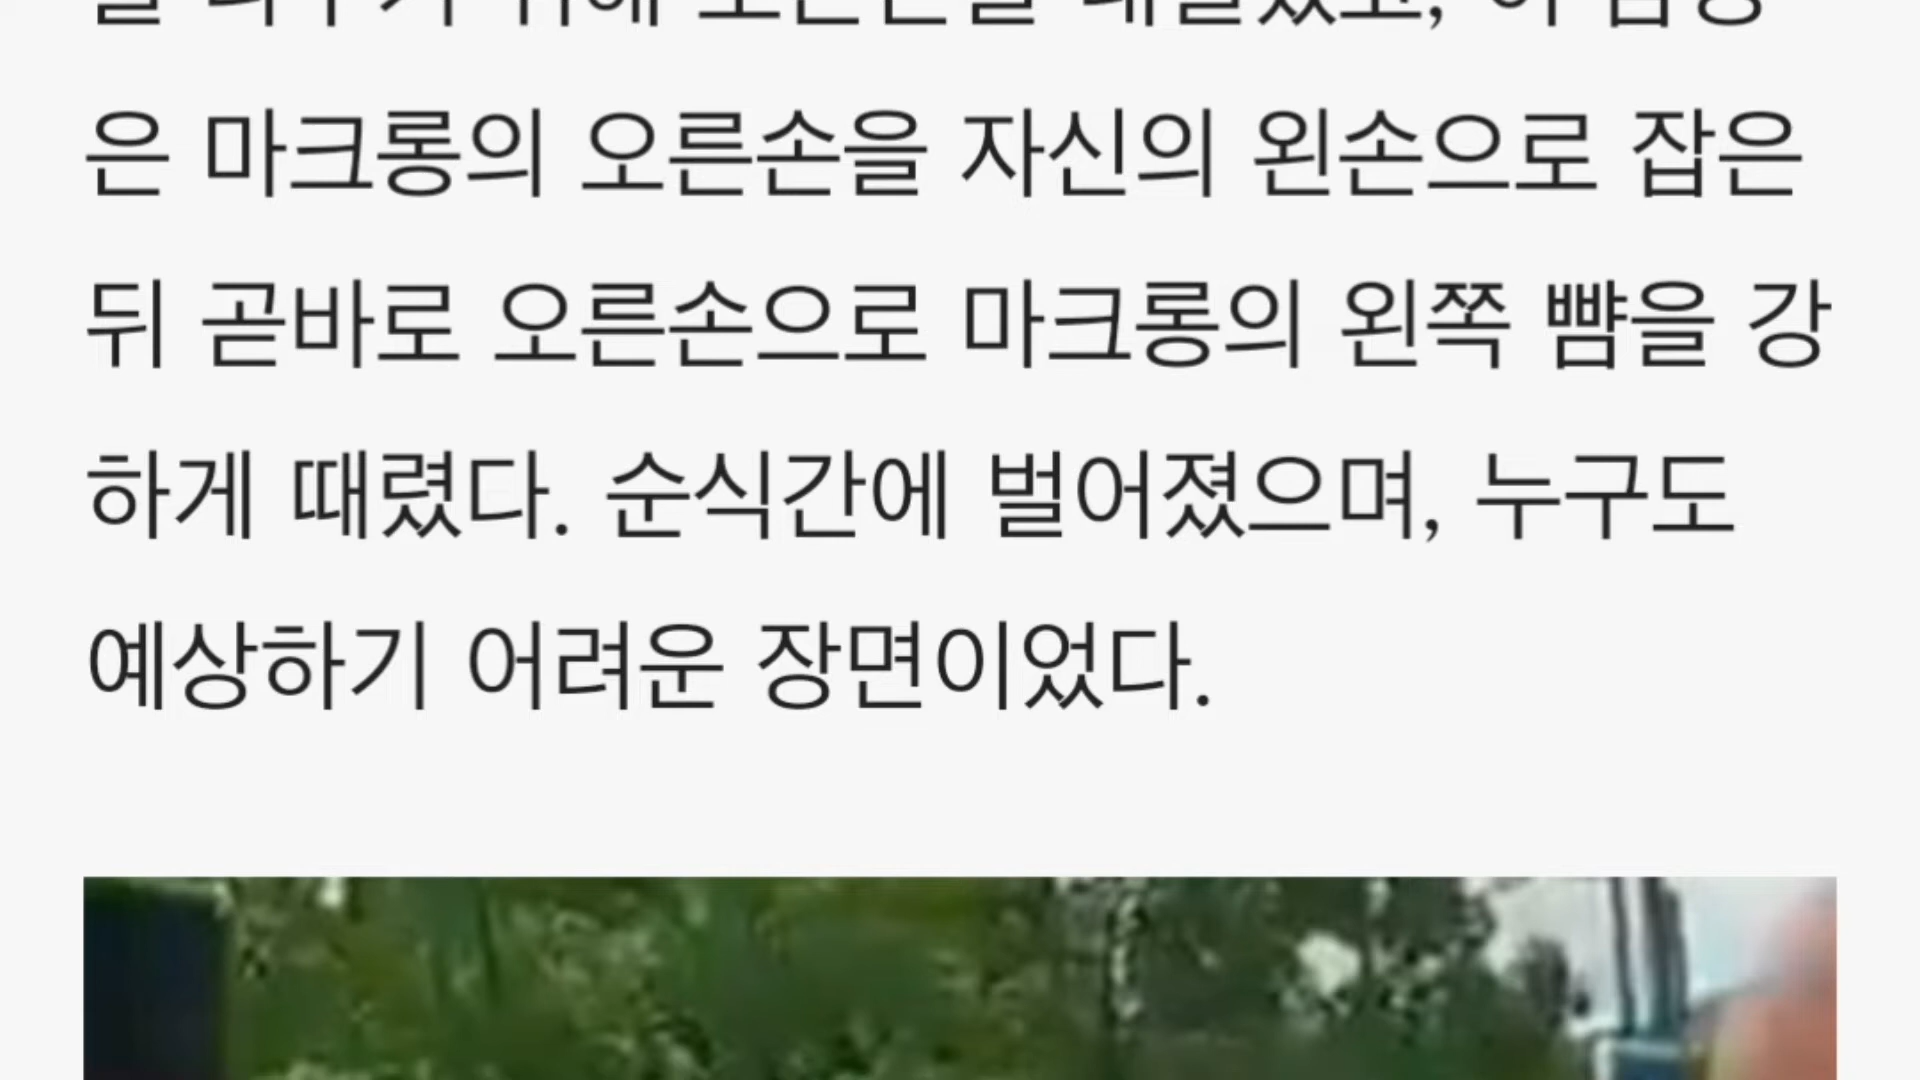 은 마크롱의 오른손을 자신의 왼손으로 잡은
뒤 곧바로 오른손으로 마크롱의 왼쪽 뺨을 강
하게 때렸다. 순식간에 벌어졌으며, 누구도
예상하기 어려운 장면이었다.